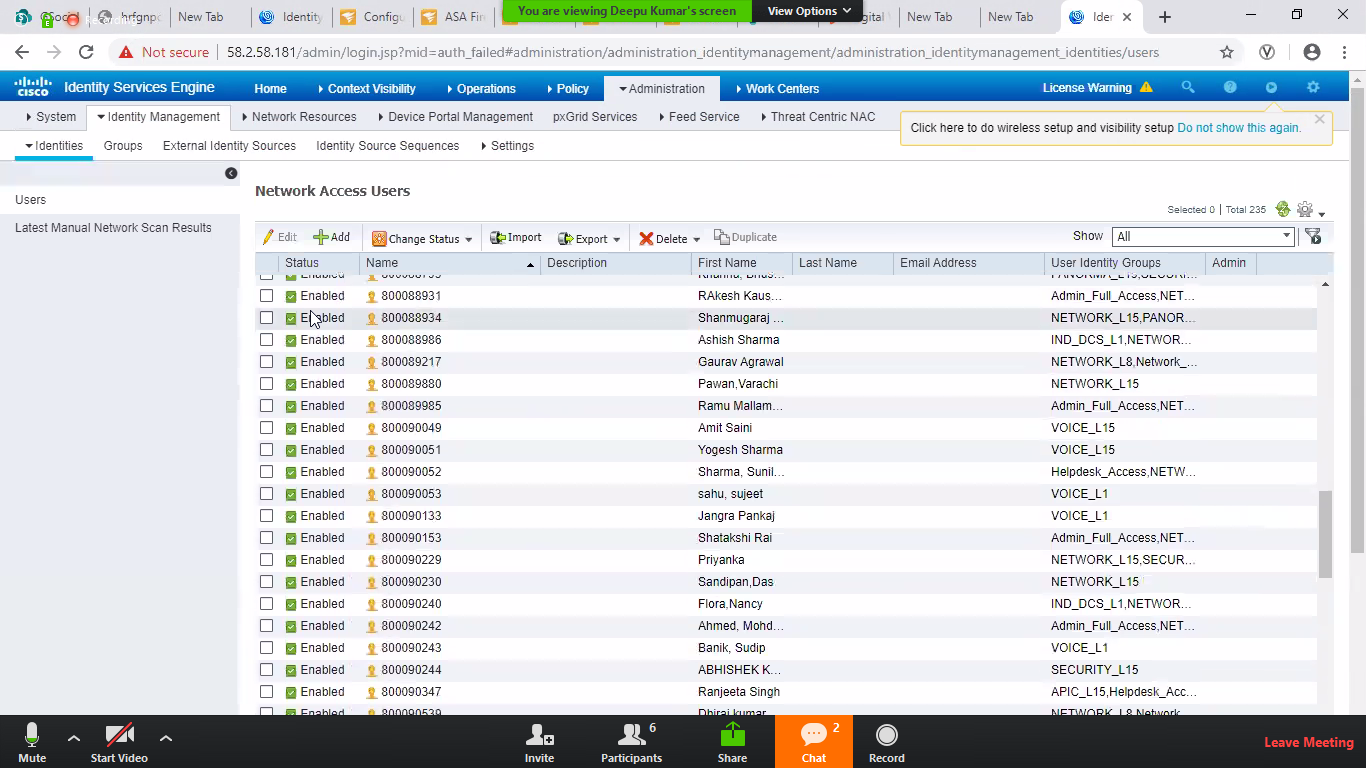 GSocial
Recording
New Tab
Identity
Configu
ASA Fir
You are viewing Deepu Kumar's screen
View Options
New Tab
New Tab
Iden
Not secure
58.2.58.181/admin/login.jsp?mid=auth_failed#administration/administration_identitymanagement/administration_identitymanagement_identities/users
CISCO Identity Services Engine
Home Context Visibility Operations Policy Administration Work Centers
License Warning
System Identity Management Network Resources Device Portal Management pxGrid Services Feed Service Threat Centric NAC
Click here to do wireless setup and visibility setup Do not show this again.
Identities Groups External Identity Sources Identity Source Sequences Settings
Users
Latest Manual Network Scan Results
Network Access Users
Selected 0 | Total 235
Edit Add Change Status Import Export Delete Duplicate
Show All
Status Name Description First Name Last Name Email Address User Identity Groups Admin
Enabled 800088931 RAkesh Kaus... Admin_Full_Access,NET...
Enabled 800088934 Shanmugaraj ... NETWORK_L15,PANOR...
Enabled 800088986 Ashish Sharma IND_DCS_L1,NETWOR...
Enabled 800089217 Gaurav Agrawal NETWORK_L8,Network_...
Enabled 800089880 Pawan,Varachi NETWORK_L15
Enabled 800089985 Ramu Mallam... Admin_Full_Access,NET...
Enabled 800090049 Amit Saini VOICE_L15
Enabled 800090051 Yogesh Sharma VOICE_L15
Enabled 800090052 Sharma, Sunil... Helpdesk_Access,NETW...
Enabled 800090053 sahu, sujeet VOICE_L1
Enabled 800090133 Jangra Pankaj VOICE_L1
Enabled 800090153 Shatakshi Rai Admin_Full_Access,NET...
Enabled 800090229 Priyanka NETWORK_L15,SECUR...
Enabled 800090230 Sandipan,Das NETWORK_L15
Enabled 800090240 Flora,Nancy IND_DCS_L1,NETWOR...
Enabled 800090242 Ahmed, Mohd... Admin_Full_Access,NET...
Enabled 800090243 Banik, Sudip VOICE_L1
Enabled 800090244 ABHISHEK K... SECURITY_L15
Enabled 800090347 Ranjeeta Singh APIC_L15,Helpdesk_Acc...
Enabled 800090539 Dhiraj kumar NETWORK_L8,Network
Mute Start Video Invite Participants 6 Share Chat 2 Record Leave Meeting